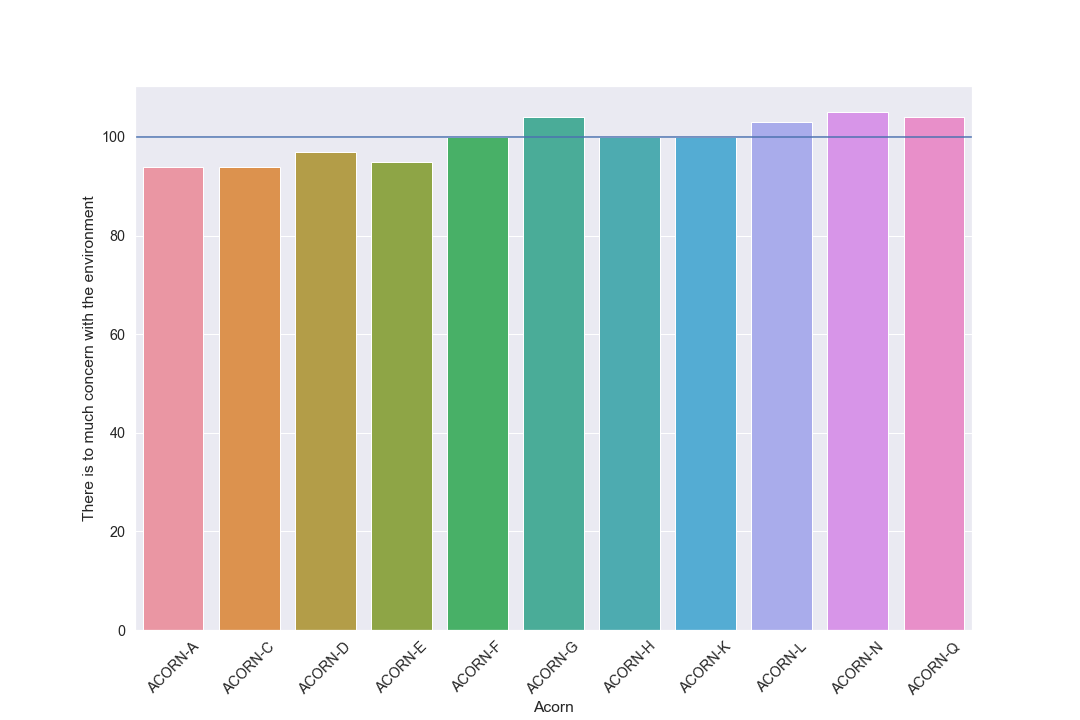 There is to much concern with the environment
100
80
60
40
20
0
ACORN-A
ACORN-C
ACORN-D
ACORN-E
ACORN-F
ACORN-G
ACORN-H
ACORN-K
ACORN-L
ACORN-N
ACORN-Q
Acorn